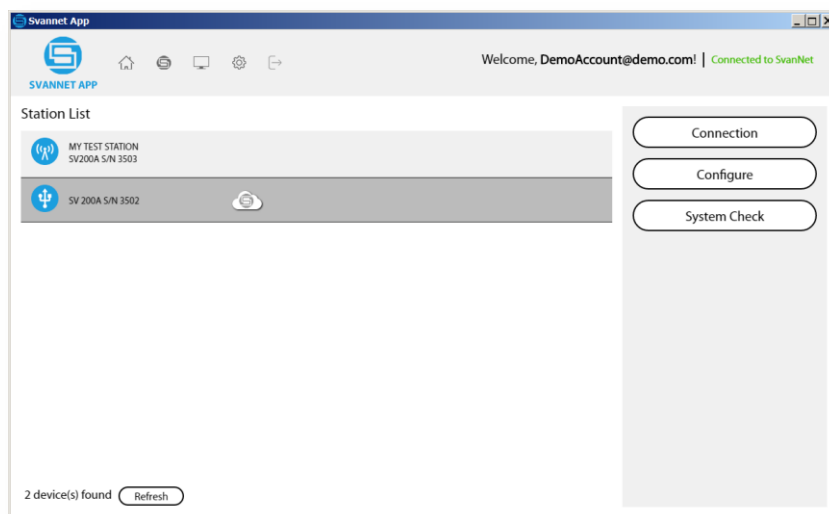 Svannet App
SVANNET APP
Welcome, DemoAccount@demo.com! | Connected to SvanNet
Station List
MY TEST STATION
SV200A S/N 3503
SV 200A S/N 3502
Connection
Configure
System Check
2 device(s) found Refresh